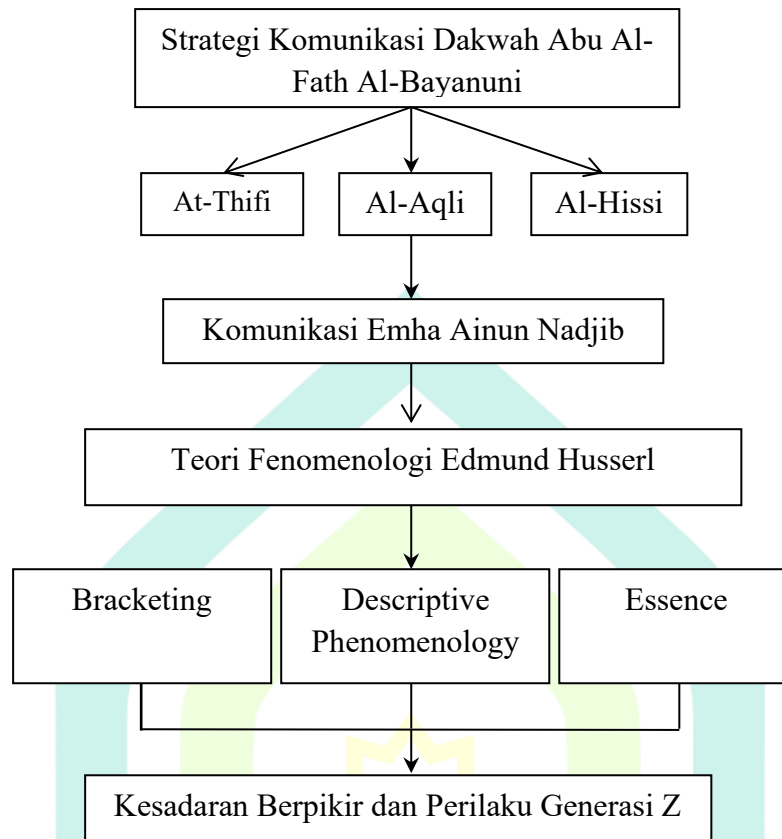 Strategi Komunikasi Dakwah Abu Al-
Fath Al-Bayanuni
At-Thifi
Al-Aqli
Al-Hissi
Komunikasi Emha Ainun Nadjib
Teori Fenomenologi Edmund Husserl
Bracketing
Descriptive
Phenomenology
Essence
Kesadaran Berpikir dan Perilaku Generasi Z